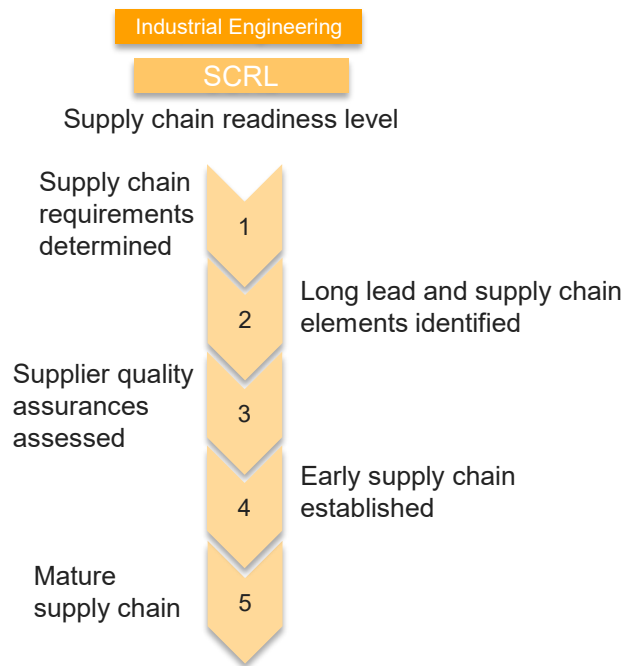 Industrial Engineering
SCRL
Supply chain readiness level
Supply chain
requirements
determined
1
2
Long lead and supply chain
elements identified
Supplier quality
assurances
assessed
3
4
Early supply chain
established
Mature
supply chain
5